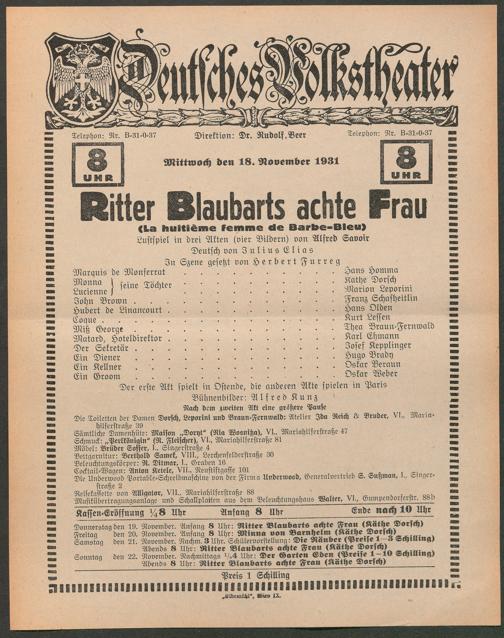 Deutsches Volkstheater
Telephon: Nr. B-31-0-37 Direktion: Dr. Rudolf Beer Telephon: Nr. B-31-0-37
8 UHR Mittwoch den 18. November 1931 8 UHR
Ritter Blaubarts achte Frau
(La huitième femme de Barbe-Bleu)
Lustspiel in drei Akten (vier Bildern) von Alfred Savoir
Deutsch von Julius Elias
In Szene gesetzt von Herbert Furreg
Marquis de Monferrat Hans Homma
Monna } seine Töchter Käthe Dorsch
Lucienne Marion Leporini
John Brown Franz Schafheitlin
Hubert de Linancourt Hans Olden
Coque Kurt Lessen
Miß George Thea Braun-Fernwald
Matard, Hoteldirektor Karl Ehmann
Der Sekretär Josef Kepplinger
Ein Diener Hugo Brady
Ein Kellner Oskar Beraun
Ein Groom Oskar Weber
Der erste Akt spielt in Ostende, die anderen Akte spielen in Paris
Bühnenbilder: Alfred Kunz
Nach dem zweiten Akt eine größere Pause
Die Toiletten der Damen Dorsch, Leporini und Braun-Fernwald: Atelier Ida Reich & Bruder, VI., Maria-
hilferstraße 39
Sämtliche Damenhüte: Maison „Doryt“ (Ria Wosnitza), VI., Mariahilferstraße 47
Schmuck: „Perlkönigin“ (R. Fleischer), VI., Mariahilferstraße 81
Möbel: Brüder Soffer, I., Singerstraße 4
Bettgarnitur: Berthold Samek, VIII., Lerchenfelderstraße 30
Beleuchtungskörper: R. Ditmar, I., Graben 16
Cocktail-Wagen: Anton Retele, VII., Neustiftgasse 101
Die Underwood Portable-Schreibmaschine von der Firma Underwood, Generalvertrieb S. Sußman, I., Singer-
straße 2
Reisekoffer von Alligator, VII., Mariahilferstraße 88
Musikübertragungsanlage und Schallplatten aus dem Beleuchtungshaus Walter, VI., Gumpendorferstr. 88b
Kassen-Eröffnung ¼8 Uhr Anfang 8 Uhr Ende nach 10 Uhr
Donnerstag den 19. November. Anfang 8 Uhr: Ritter Blaubarts achte Frau (Käthe Dorsch)
Freitag den 20. November. Anfang 8 Uhr: Minna von Barnhelm (Käthe Dorsch)
Samstag den 21. November. Nachm. 3 Uhr. Schülervorstellung: Die Räuber (Preise 1—3 Schilling)
Abends 8 Uhr: Ritter Blaubarts achte Frau (Käthe Dorsch)
Sonntag den 22. November. Nachmittags ¼4 Uhr: Der Garten Eden (Preise 1—10 Schilling)
Abends 8 Uhr: Ritter Blaubarts achte Frau (Käthe Dorsch)
Preis 1 Schilling
„Elbemühl“, Wien IX.